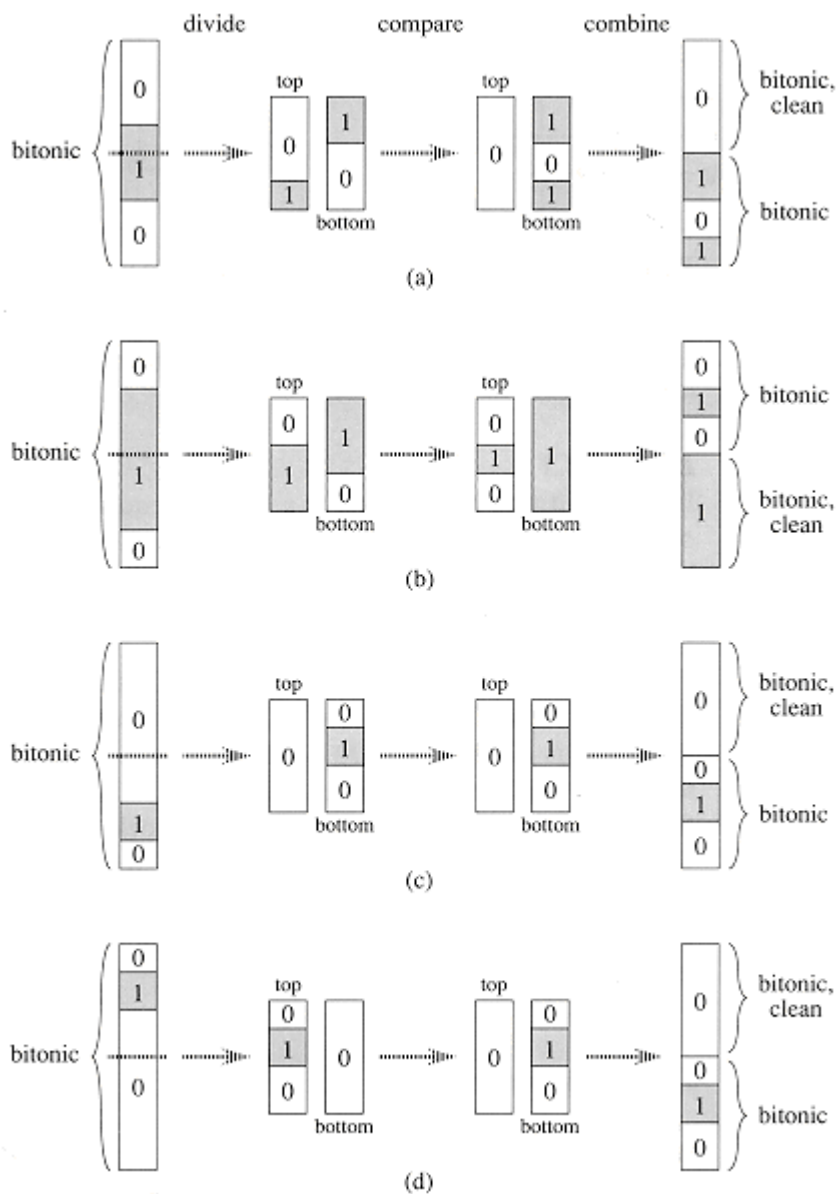 divide compare combine
top top
0 0 1 0 1 0 bitonic, clean
bitonic 1 0 0
0 1 1 1 bitonic
bottom bottom 0
1
(a)
0 top top 0 bitonic
bitonic 1 0 1 0 1 1
1 0 1 0
0 bottom 0 bottom 1 bitonic, clean
(b)
top top
0 0 0 0 0 0 bitonic, clean
bitonic 1 1 0
1 0 0 1 bitonic
0 bottom bottom 0
(c)
0 top top
1 0 0 0 0 0 bitonic, clean
bitonic 1 1 0
0 0 0 1 bitonic
bottom bottom 0
(d)